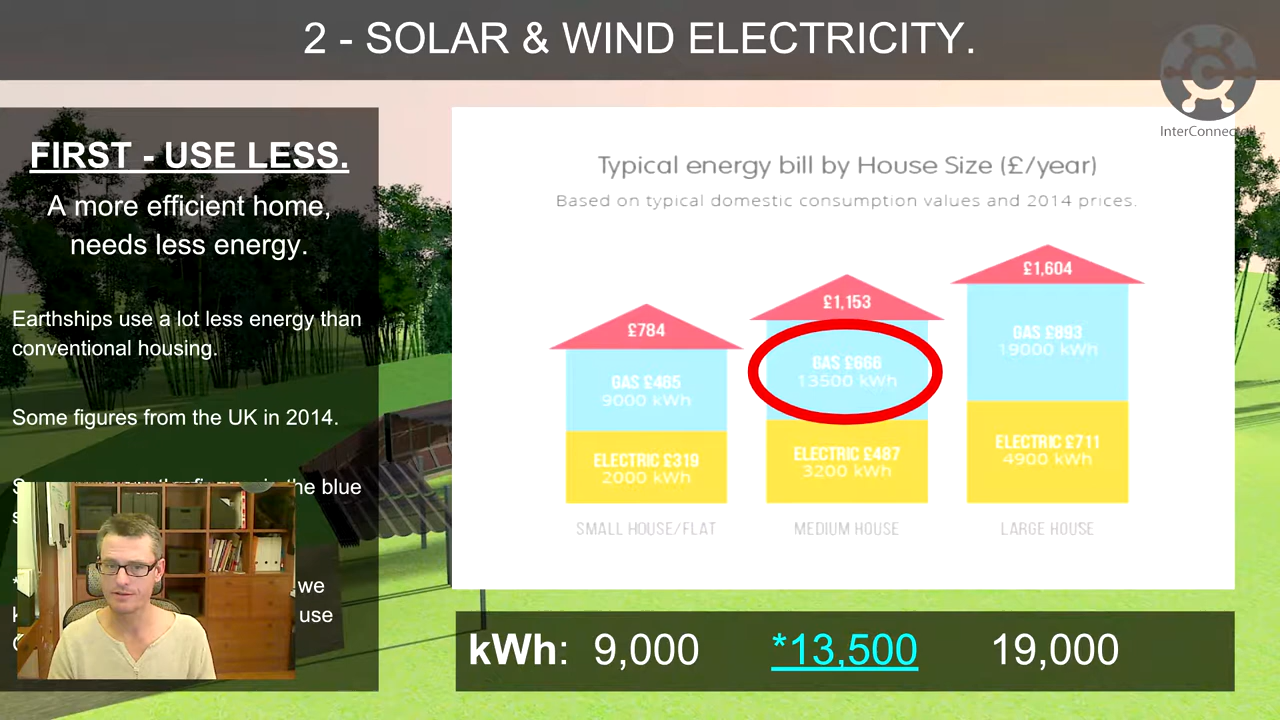 2 - SOLAR & WIND ELECTRICITY.
InterConnec
FIRST - USE LESS.
A more efficient home,
needs less energy.
Earthships use a lot less energy than
conventional housing.
Some figures from the UK in 2014.
the blue
we
use
Typical energy bill by House Size (£/year)
Based on typical domestic consumption values and 2014 prices.
£784
GAS £465
9000 kWh
ELECTRIC £319
2000 kWh
SMALL HOUSE/FLAT
£1,153
GAS £666
13500 kWh
ELECTRIC £487
3200 kWh
MEDIUM HOUSE
£1,604
GAS £893
19000 kWh
ELECTRIC £711
4900 kWh
LARGE HOUSE
kWh: 9,000 *13,500 19,000